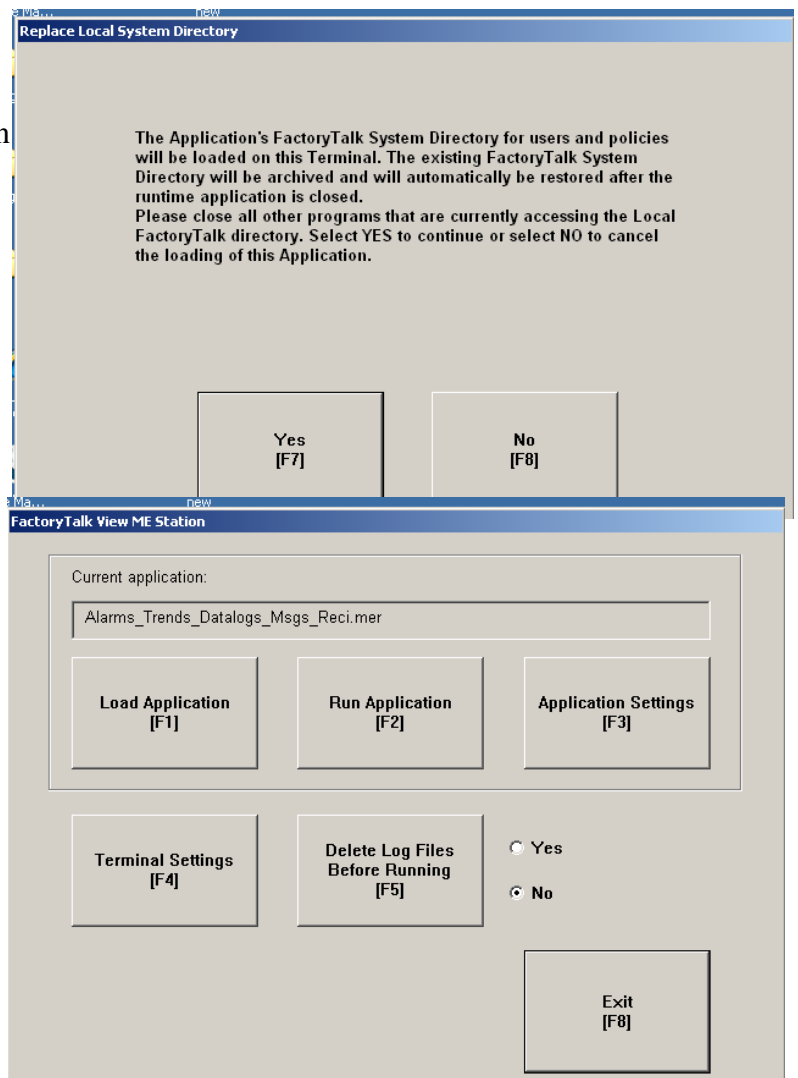 new
Replace Local System Directory
The Application's FactoryTalk System Directory for users and policies
will be loaded on this Terminal. The existing FactoryTalk System
Directory will be archived and will automatically be restored after the
runtime application is closed.
Please close all other programs that are currently accessing the Local
FactoryTalk directory. Select YES to continue or select NO to cancel
the loading of this Application.
Yes
[F7]
No
[F8]
Ma...
new
FactoryTalk View ME Station
Current application:
Alarms_Trends_Datalogs_Msgs_Reci.mer
Load Application
[F1]
Run Application
[F2]
Application Settings
[F3]
Terminal Settings
[F4]
Delete Log Files
Before Running
[F5]
Yes
No
Exit
[F8]